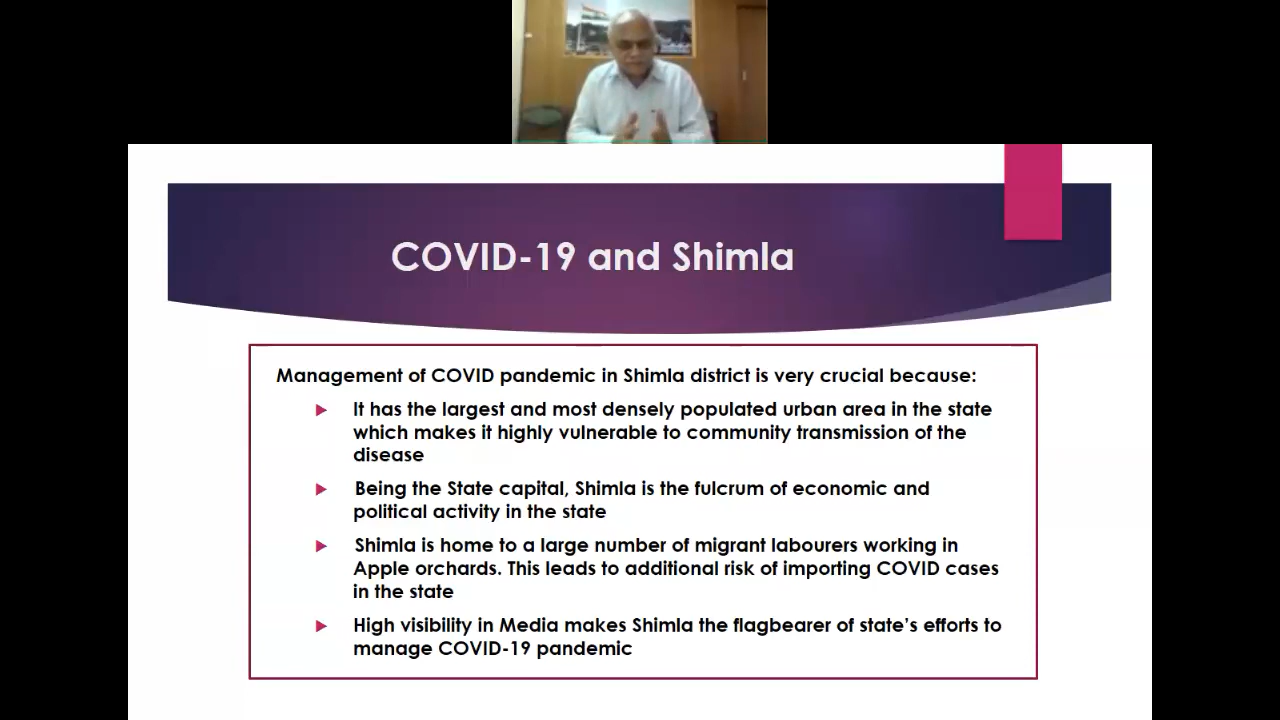 COVID-19 and Shimla
Management of COVID pandemic in Shimla district is very crucial because:
It has the largest and most densely populated urban area in the state
which makes it highly vulnerable to community transmission of the
disease
Being the State capital, Shimla is the fulcrum of economic and
political activity in the state
Shimla is home to a large number of migrant labourers working in
Apple orchards. This leads to additional risk of importing COVID cases
in the state
High visibility in Media makes Shimla the flagbearer of state's efforts to
manage COVID-19 pandemic